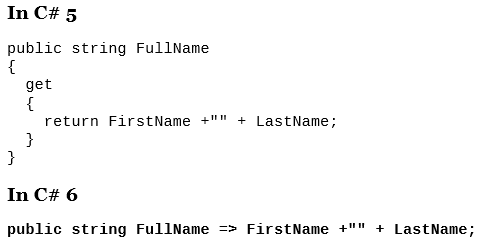 In C# 5
public string FullName
{
  get
  {
    return FirstName +"" + LastName;
  }
}
In C# 6
public string FullName => FirstName +"" + LastName;